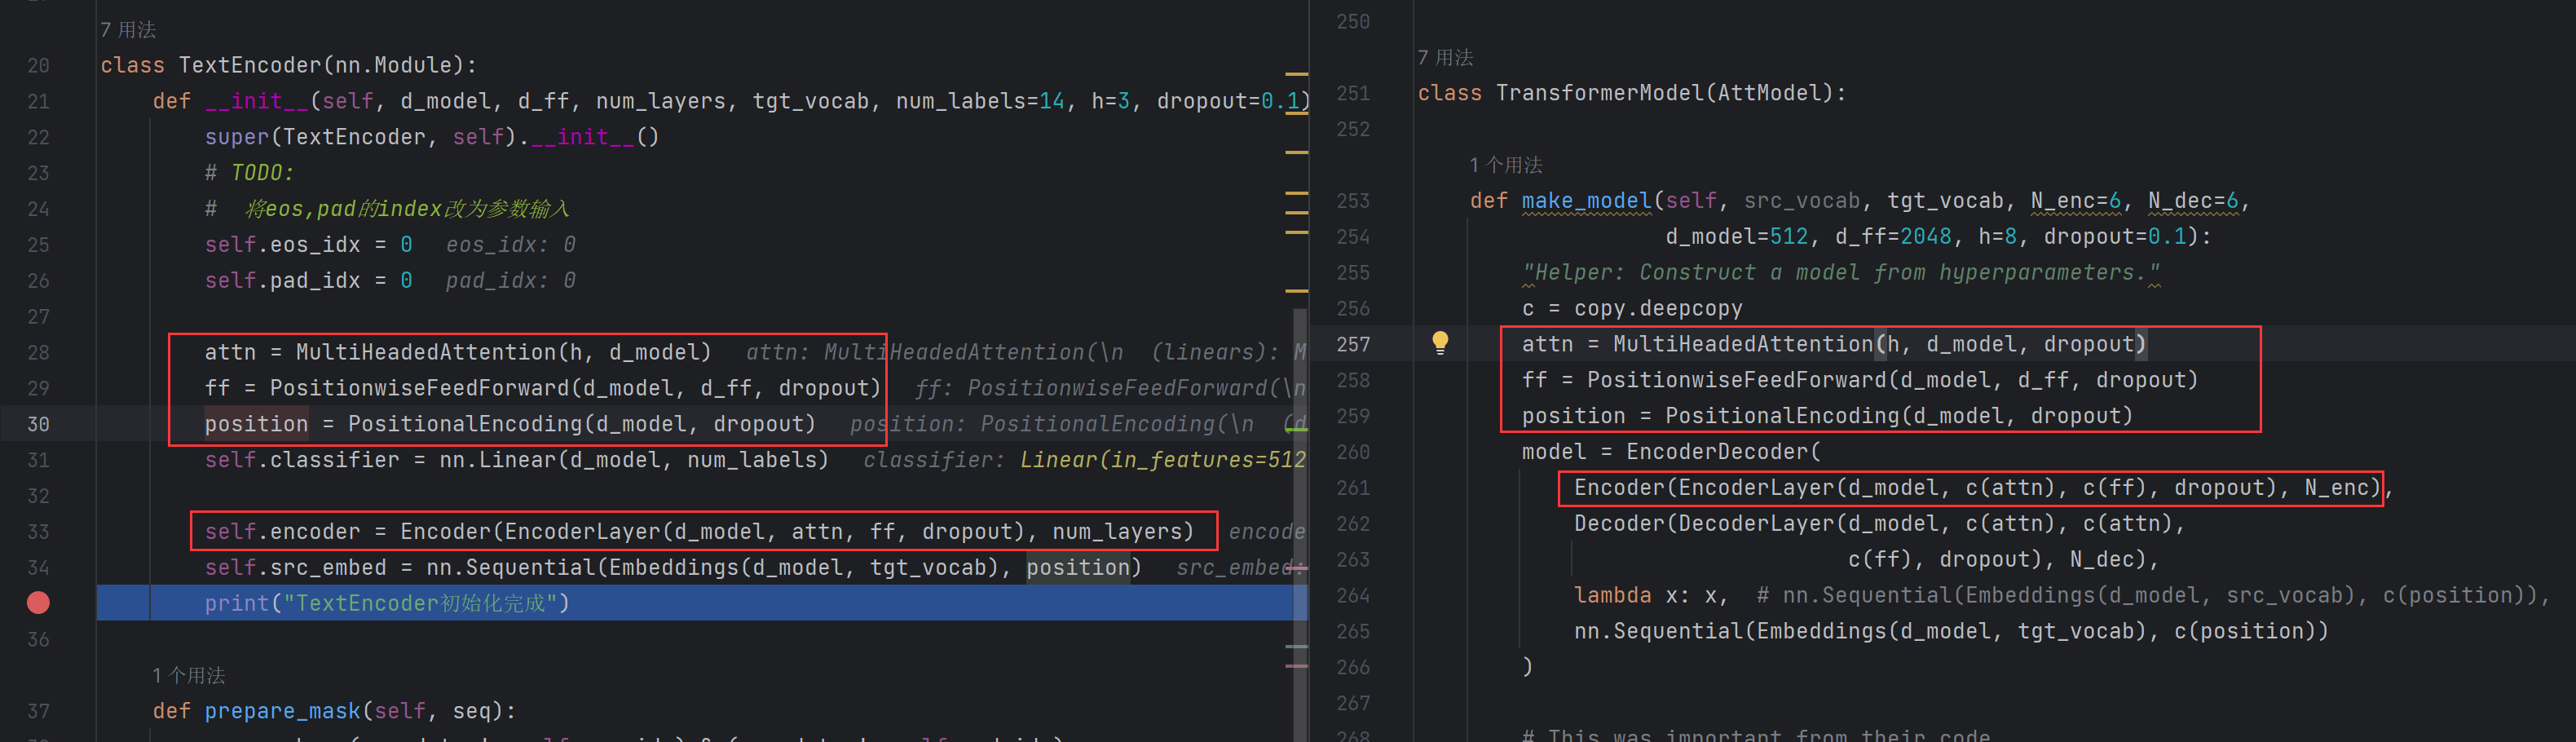 7 用法
20 class TextEncoder(nn.Module):
21 def __init__(self, d_model, d_ff, num_layers, tgt_vocab, num_labels=14, h=3, dropout=0.1)
22 super(TextEncoder, self).__init__()
23 # TODO:
24 # 将eos,pad的index改为参数输入
25 self.eos_idx = 0 eos_idx: 0
26 self.pad_idx = 0 pad_idx: 0
27
28 attn = MultiHeadedAttention(h, d_model) attn: MultiHeadedAttention(\n (linears): M
29 ff = PositionwiseFeedForward(d_model, d_ff, dropout) ff: PositionwiseFeedForward(\n
30 position = PositionalEncoding(d_model, dropout) position: PositionalEncoding(\n (d
31 self.classifier = nn.Linear(d_model, num_labels) classifier: Linear(in_features=512
32
33 self.encoder = Encoder(EncoderLayer(d_model, attn, ff, dropout), num_layers) encode
34 self.src_embed = nn.Sequential(Embeddings(d_model, tgt_vocab), position) src_embed:
print("TextEncoder初始化完成")
36
1 个用法
37 def prepare_mask(self, seq):
250
7 用法
251 class TransformerModel(AttModel):
252
1 个用法
253 def make_model(self, src_vocab, tgt_vocab, N_enc=6, N_dec=6,
254 d_model=512, d_ff=2048, h=8, dropout=0.1):
255 "Helper: Construct a model from hyperparameters."
256 c = copy.deepcopy
257 attn = MultiHeadedAttention(h, d_model, dropout)
258 ff = PositionwiseFeedForward(d_model, d_ff, dropout)
259 position = PositionalEncoding(d_model, dropout)
260 model = EncoderDecoder(
261 Encoder(EncoderLayer(d_model, c(attn), c(ff), dropout), N_enc),
262 Decoder(DecoderLayer(d_model, c(attn), c(attn),
263 c(ff), dropout), N_dec),
264 lambda x: x, # nn.Sequential(Embeddings(d_model, src_vocab), c(position)),
265 nn.Sequential(Embeddings(d_model, tgt_vocab), c(position))
266 )
267
268 # This was important from their code